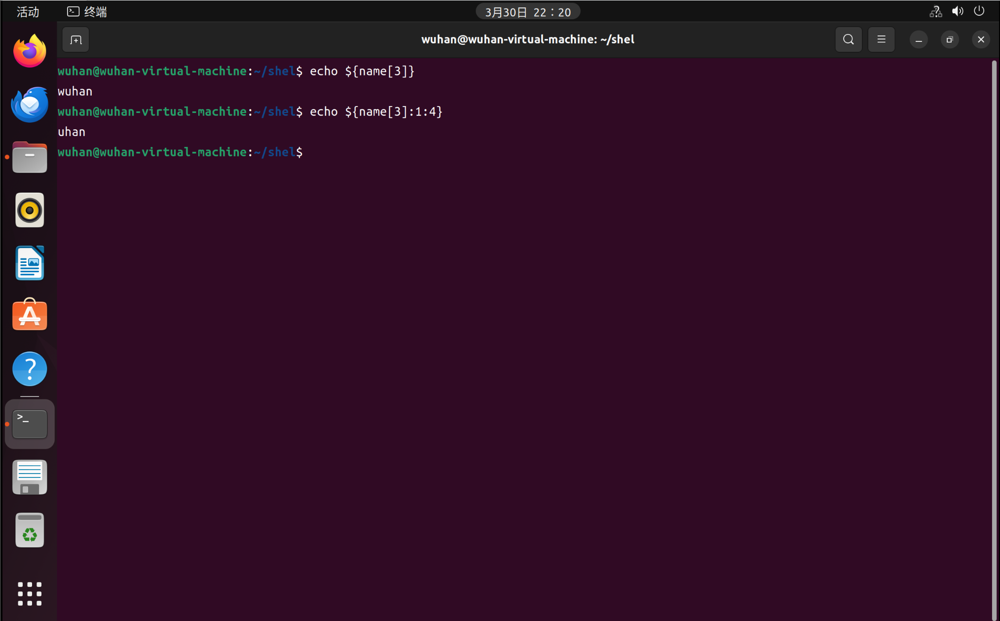 活动 终端 3月30日 22：20
wuhan@wuhan-virtual-machine: ~/shel
wuhan@wuhan-virtual-machine:~/shel$ echo ${name[3]}
wuhan
wuhan@wuhan-virtual-machine:~/shel$ echo ${name[3]:1:4}
uhan
wuhan@wuhan-virtual-machine:~/shel$